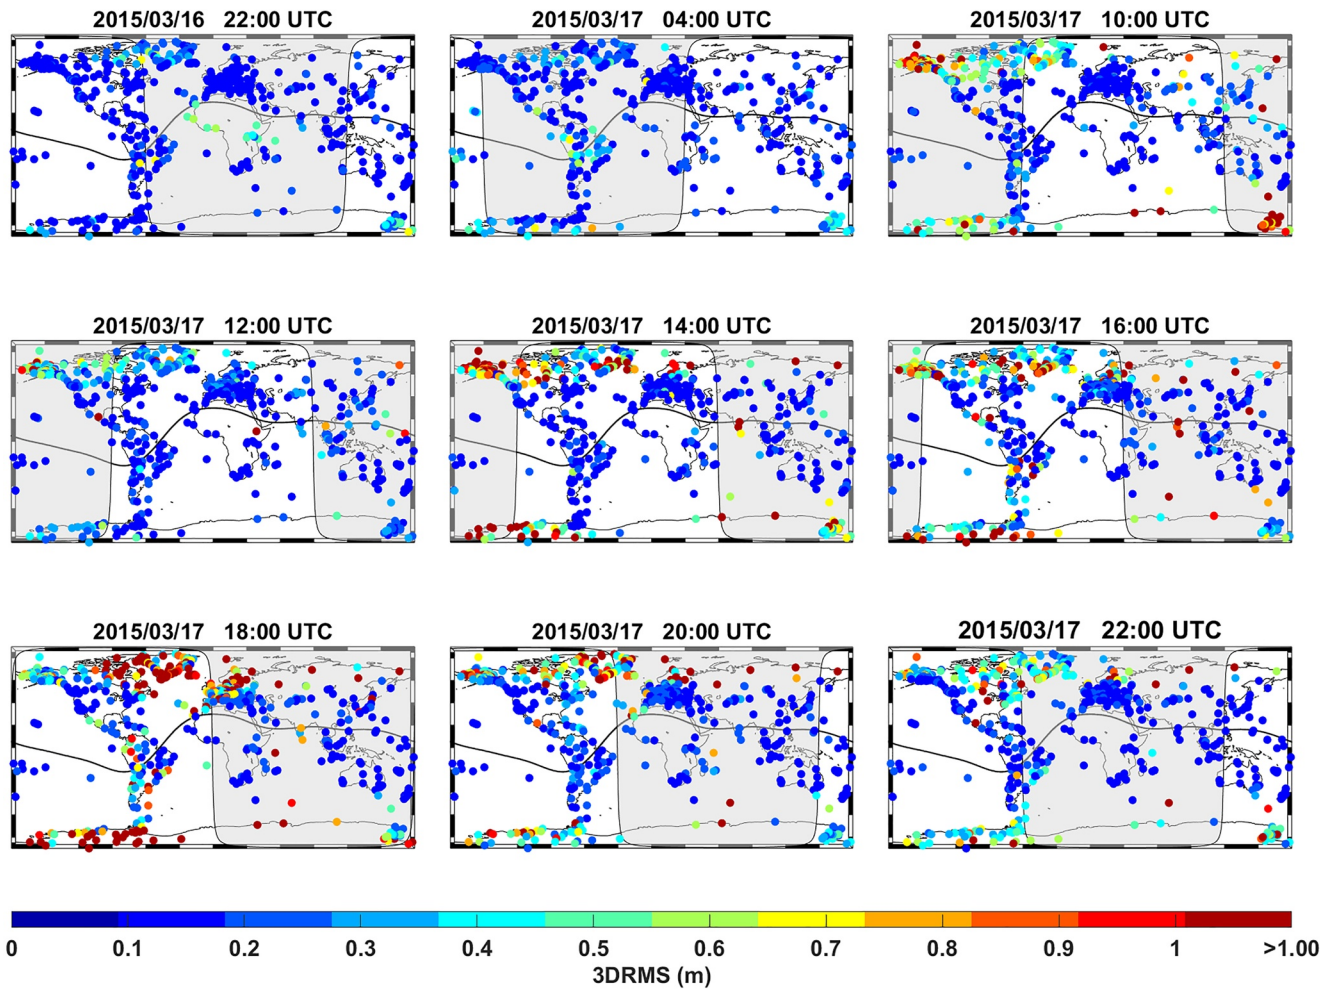 2015/03/16 22:00 UTC
2015/03/17 04:00 UTC
2015/03/17 10:00 UTC
2015/03/17 12:00 UTC
2015/03/17 14:00 UTC
2015/03/17 16:00 UTC
2015/03/17 18:00 UTC
2015/03/17 20:00 UTC
2015/03/17 22:00 UTC
0 0.1 0.2 0.3 0.4 0.5 0.6 0.7 0.8 0.9 1 >1.00
3DRMS (m)